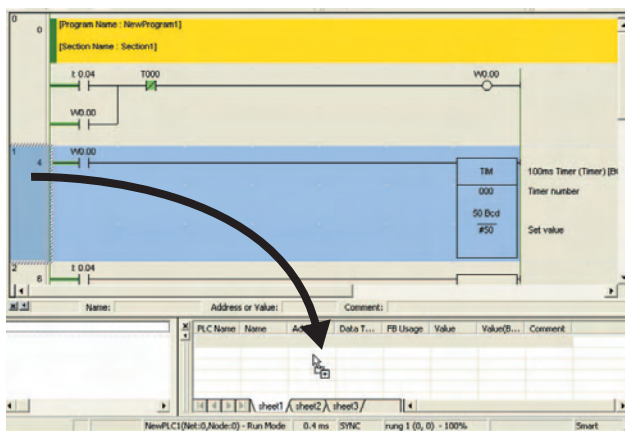 0
0
[Program Name : NewProgram1]
[Section Name : Section1]
I: 0.04 T000 W0.00
W0.00
1
4
W0.00
TIM 100ms Timer (Timer)
000 Timer number
50 Bcd
#50 Set value
2
6
I: 0.04
Name: Address or Value: Comment:
PLC Name Name Data T... FB Usage Value Value(B... Comment
sheet1 sheet2 sheet3
NewPLC1(Net:0,Node:0) - Run Mode 0.4 ms SYNC rung 1 (0, 0) - 100% Smart